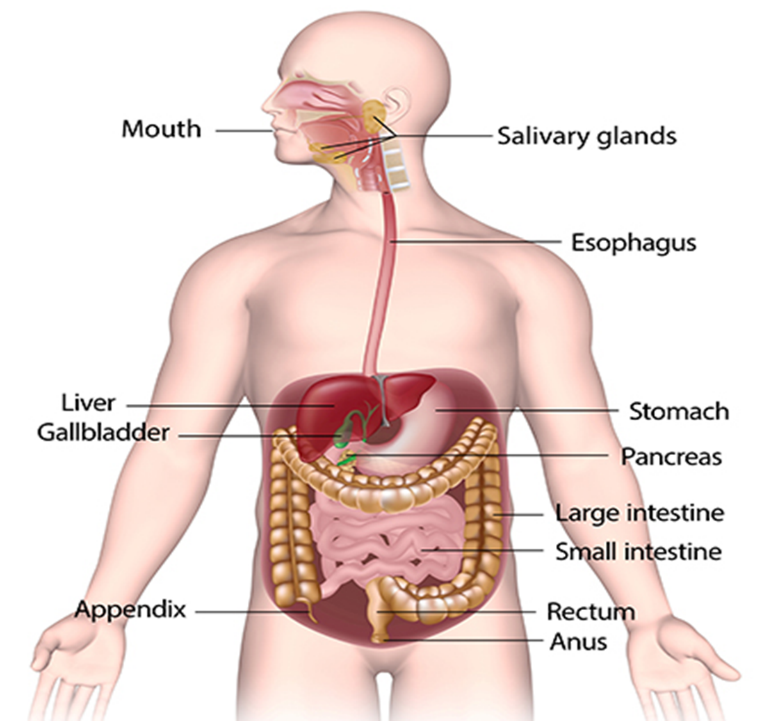 Mouth
Salivary glands
Esophagus
Liver
Stomach
Gallbladder
Pancreas
Large intestine
Small intestine
Appendix
Rectum
Anus